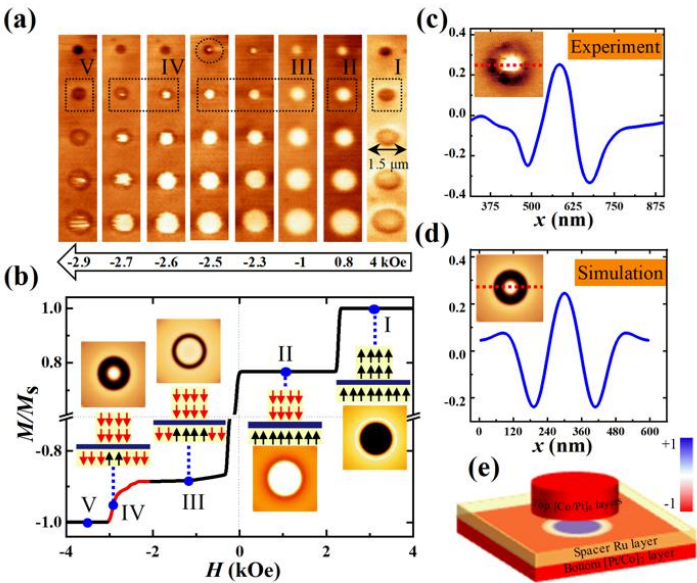 (a)
V IV III II I
1.5 μm
-2.9 -2.7 -2.6 -2.5 -2.3 -1 0.8 4 kOe
(b)
M/Ms
1.0
0.8
-0.8
-1.0
I
II
III
IV
V
-4 -2 0 2 4
H (kOe)
(c)
Experiment
0.4
0.2
0.0
-0.2
-0.4
375 500 625 750 900
x (nm)
(d)
Simulation
0.4
0.2
0.0
-0.2
0 120 240 360 480 600
x (nm)
(e)
+1
-1
Top [Co/Pt]₄ layers
Spacer Ru layer
Bottom [Pt/Co] layer